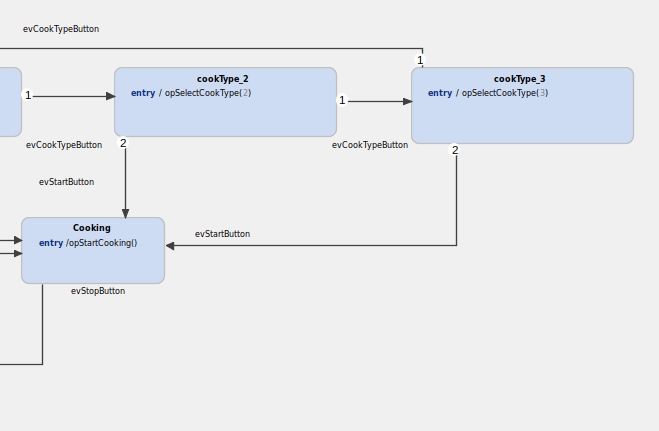 evCookTypeButton
1
cookType_2
entry / opSelectCookType(2)
cookType_3
entry / opSelectCookType(3)
1
1
evCookTypeButton
2
evCookTypeButton
2
evStartButton
Cooking
entry /opStartCooking()
evStartButton
evStopButton